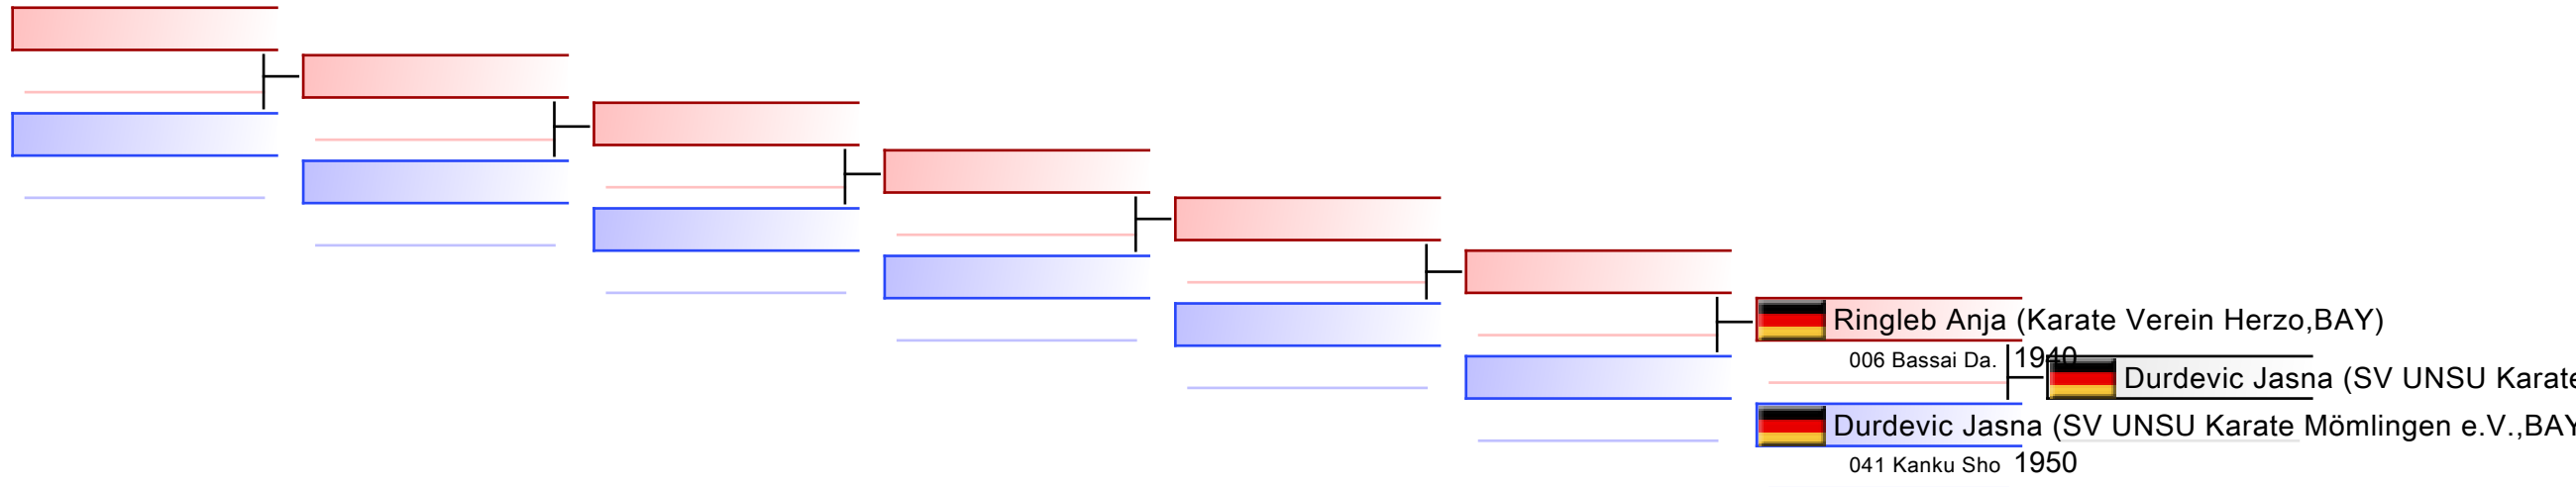 Ringleb Anja (Karate Verein Herzo,BAY)
006 Bassai Da. 1940
Durdevic Jasna (SV UNSU Karate
Durdevic Jasna (SV UNSU Karate Mömlingen e.V.,BAY
041 Kanku Sho 1950